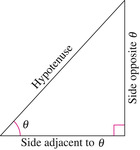 Hypotenuse
Side opposite θ
θ
Side adjacent to θ